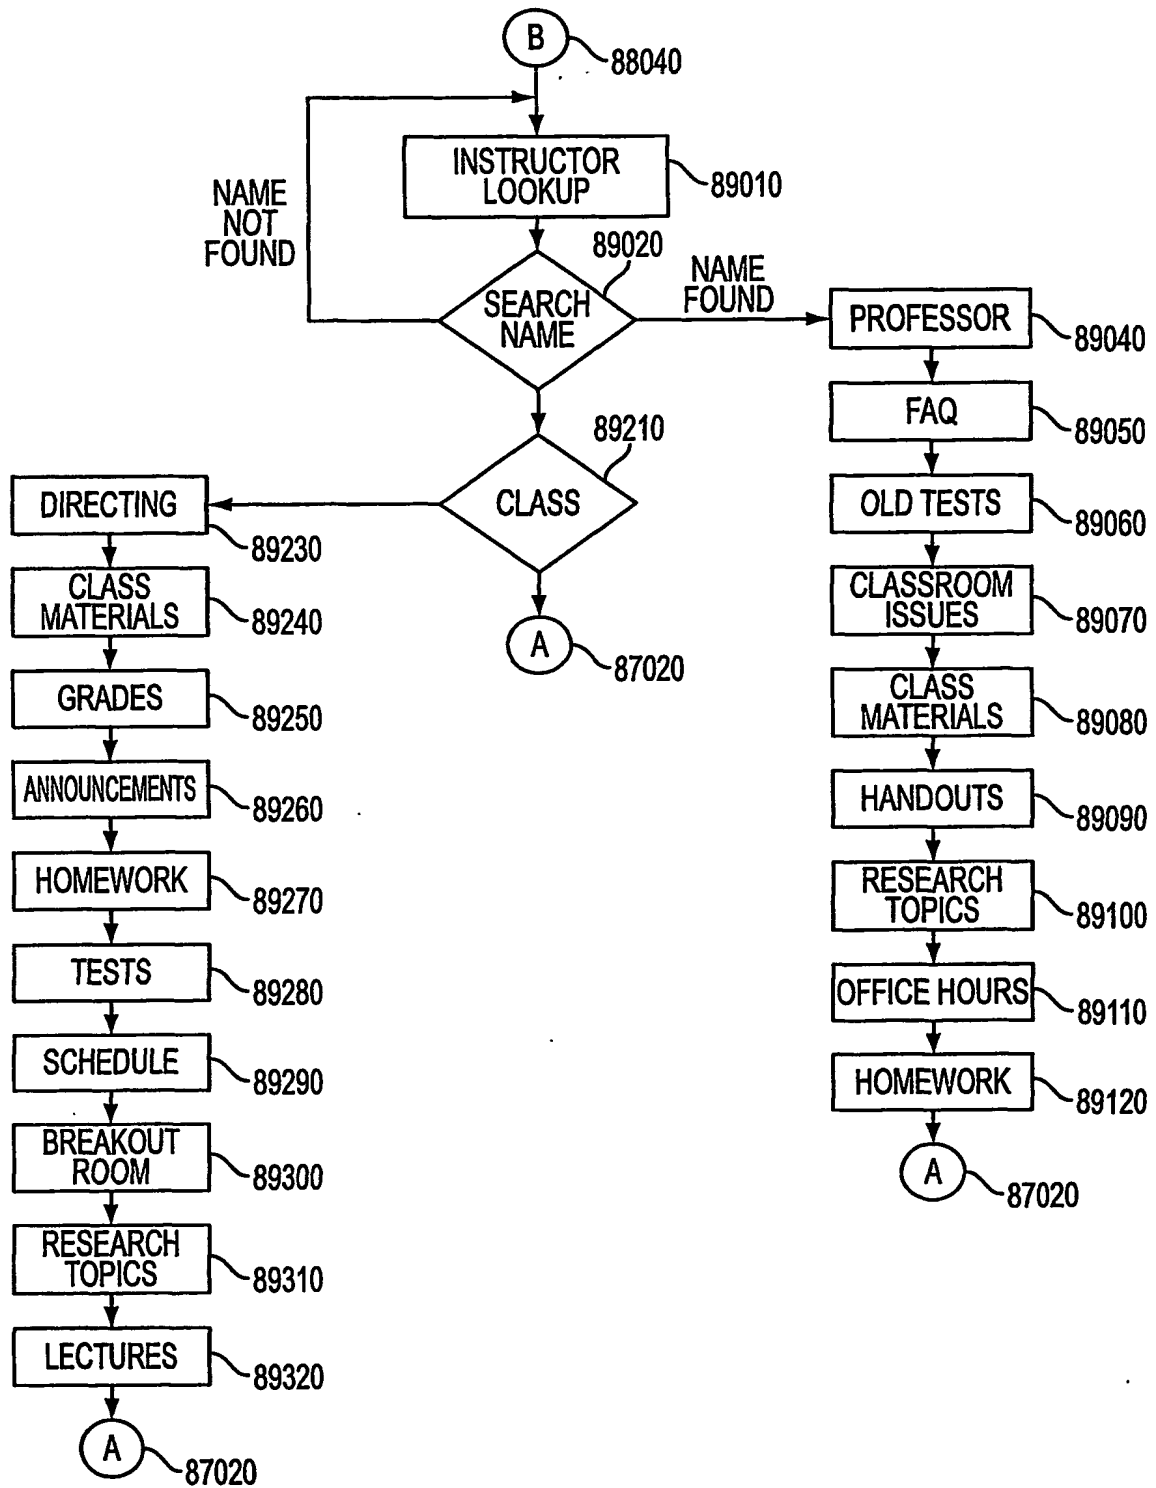 B
88040
INSTRUCTOR
LOOKUP
89010
NAME
NOT
FOUND
89020
SEARCH
NAME
NAME
FOUND
PROFESSOR
89040
FAQ
89050
OLD TESTS
89060
CLASSROOM
ISSUES
89070
CLASS
MATERIALS
89080
HANDOUTS
89090
RESEARCH
TOPICS
89100
OFFICE HOURS
89110
HOMEWORK
89120
A
87020
89210
CLASS
A
87020
DIRECTING
89230
CLASS
MATERIALS
89240
GRADES
89250
ANNOUNCEMENTS
89260
HOMEWORK
89270
TESTS
89280
SCHEDULE
89290
BREAKOUT
ROOM
89300
RESEARCH
TOPICS
89310
LECTURES
89320
A
87020